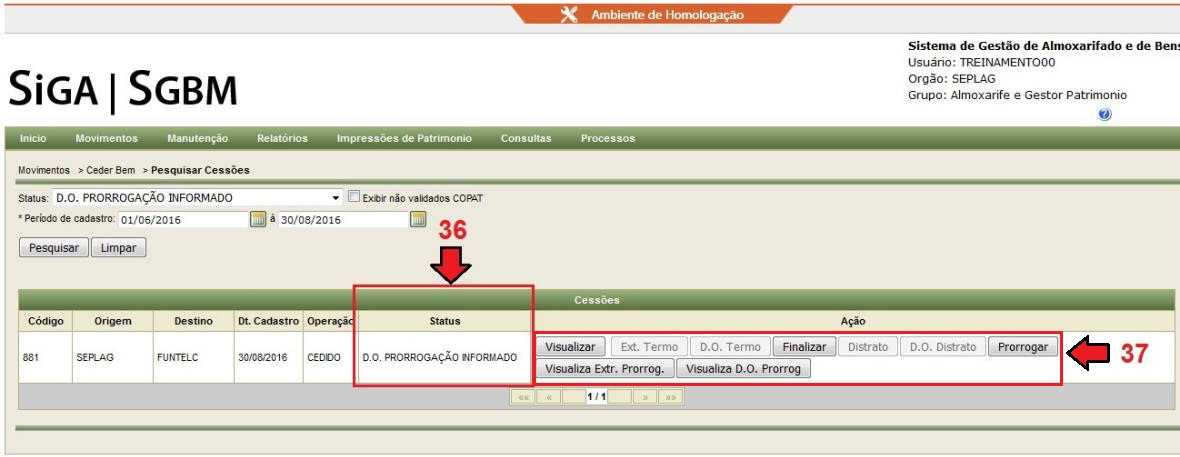 Ambiente de Homologação
Sistema de Gestão de Almoxarifado e de Bens
Usuário: TREINAMENTO00
Orgão: SEPLAG
Grupo: Almoxarife e Gestor Patrimonio
?
SIGA | SGBM
Inicio Movimentos Manutenção Relatórios Impressões de Patrimonio Consultas Processos
Movimentos > Ceder Bem > Pesquisar Cessões
Status: D.O. PRORROGAÇÃO INFORMADO Exibir não validados COPAT
* Período de cadastro: 01/06/2016 à 30/08/2016
36
Pesquisar Limpar
Cessões
Código Origem Destino Dt. Cadastro Operação Status Ação
881 SEPLAG FUNTELC 30/08/2016 CEDIDO D.O. PRORROGAÇÃO INFORMADO Visualizar Ext. Termo D.O. Termo Finalizar Distrato D.O. Distrato Prorrogar 37
Visualiza Extr. Prorrog. Visualiza D.O. Prorrog
«« « 1 / 1 » »»